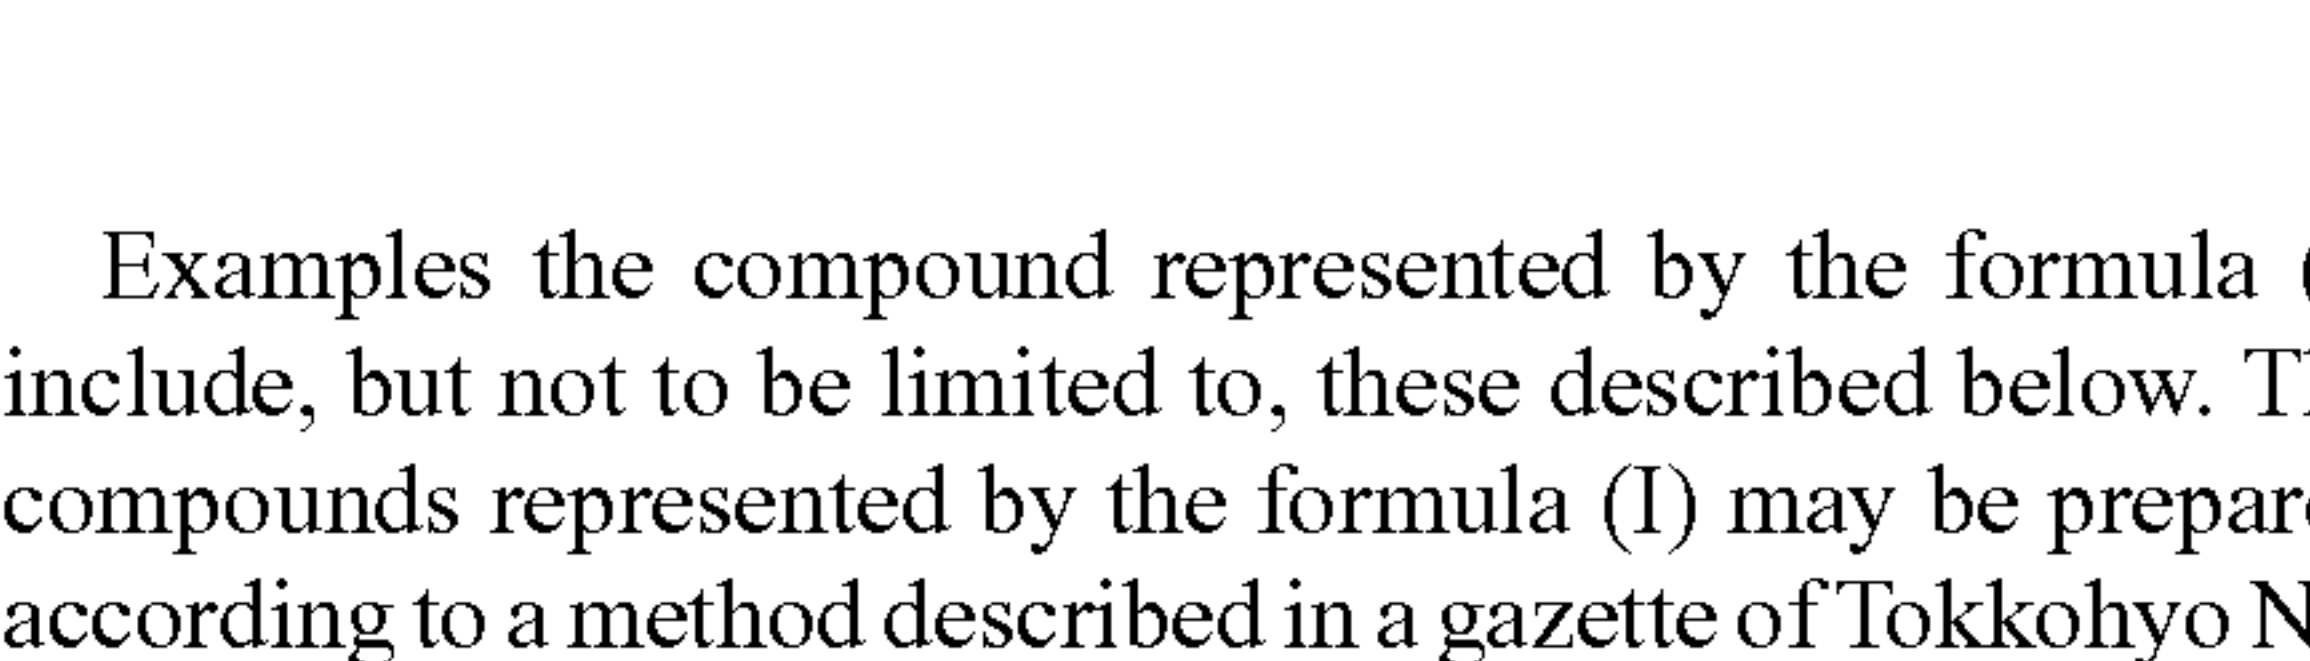 Examples the compound represented by the formula
include, but not to be limited to, these described below.
compounds represented by the formula (I) may be
according to a method described in a gazette of Tokkohyo